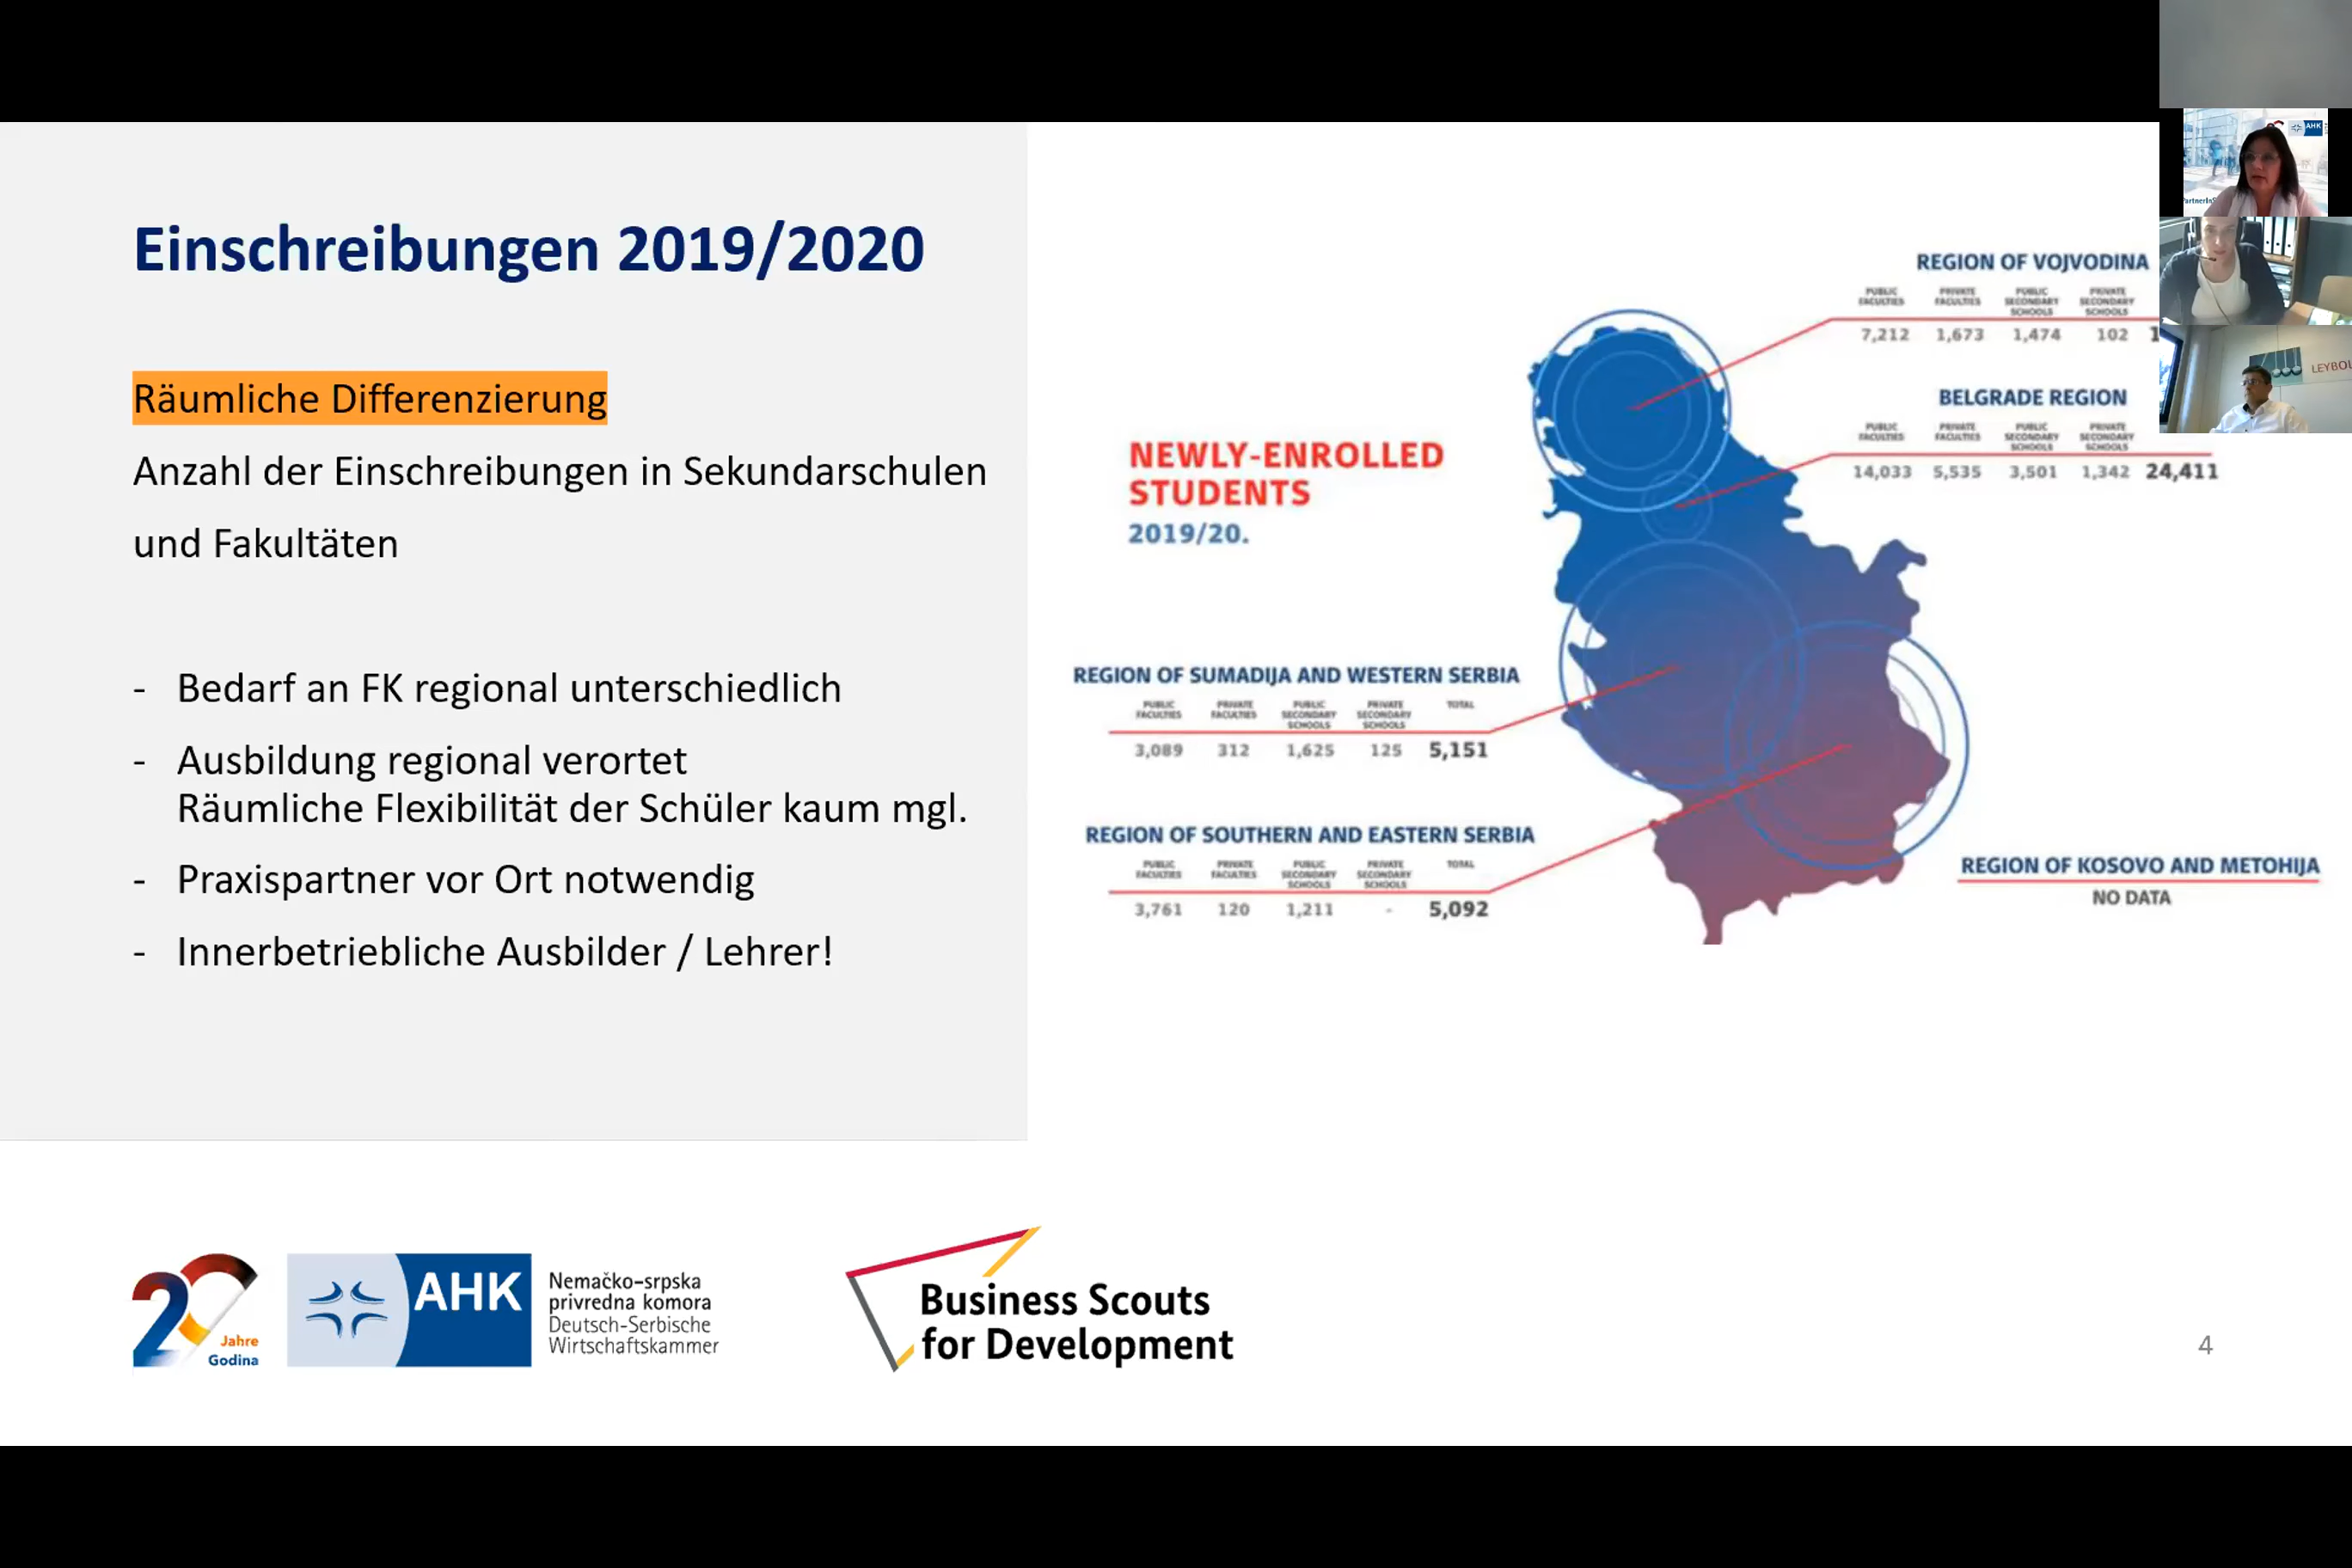 Einschreibungen 2019/2020
Räumliche Differenzierung
Anzahl der Einschreibungen in Sekundarschulen
und Fakultäten
- Bedarf an FK regional unterschiedlich
- Ausbildung regional verortet
Räumliche Flexibilität der Schüler kaum mgl.
- Praxispartner vor Ort notwendig
- Innerbetriebliche Ausbilder / Lehrer!
NEWLY-ENROLLED
STUDENTS
2019/20.
REGION OF VOJVODINA
PUBLIC FACULTIES PRIVATE FACULTIES PUBLIC SECONDARY SCHOOLS PRIVATE SECONDARY SCHOOLS
7,212 1,673 1,474 102 1
BELGRADE REGION
PUBLIC FACULTIES PRIVATE FACULTIES PUBLIC SECONDARY SCHOOLS PRIVATE SECONDARY SCHOOLS
14,033 5,535 3,501 1,342 24,411
REGION OF SUMADIJA AND WESTERN SERBIA
PUBLIC FACULTIES PRIVATE FACULTIES PUBLIC SECONDARY SCHOOLS PRIVATE SECONDARY SCHOOLS TOTAL
3,089 312 1,625 125 5,151
REGION OF SOUTHERN AND EASTERN SERBIA
PUBLIC FACULTIES PRIVATE FACULTIES PUBLIC SECONDARY SCHOOLS PRIVATE SECONDARY SCHOOLS TOTAL
3,761 120 1,211 - 5,092
REGION OF KOSOVO AND METOHIJA
NO DATA
AHK
LEYBOL
20
Jahre
Godina
AHK
Nemačko-srpska
privredna komora
Deutsch-Serbische
Wirtschaftskammer
Business Scouts
for Development
4